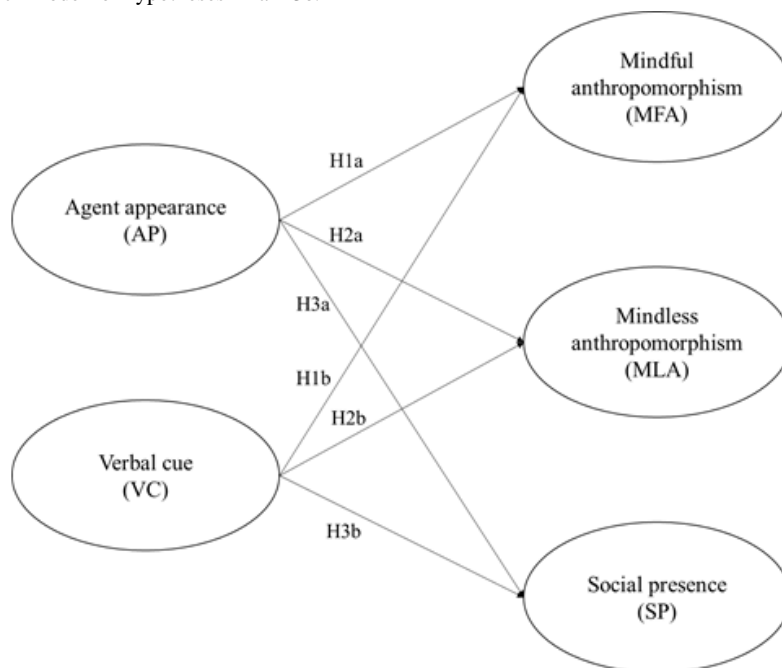 Mindful
anthropomorphism
(MFA)
H1a
Agent appearance
(AP)
H2a
H3a
Mindless
anthropomorphism
(MLA)
H1b
H2b
Verbal cue
(VC)
H3b
Social presence
(SP)